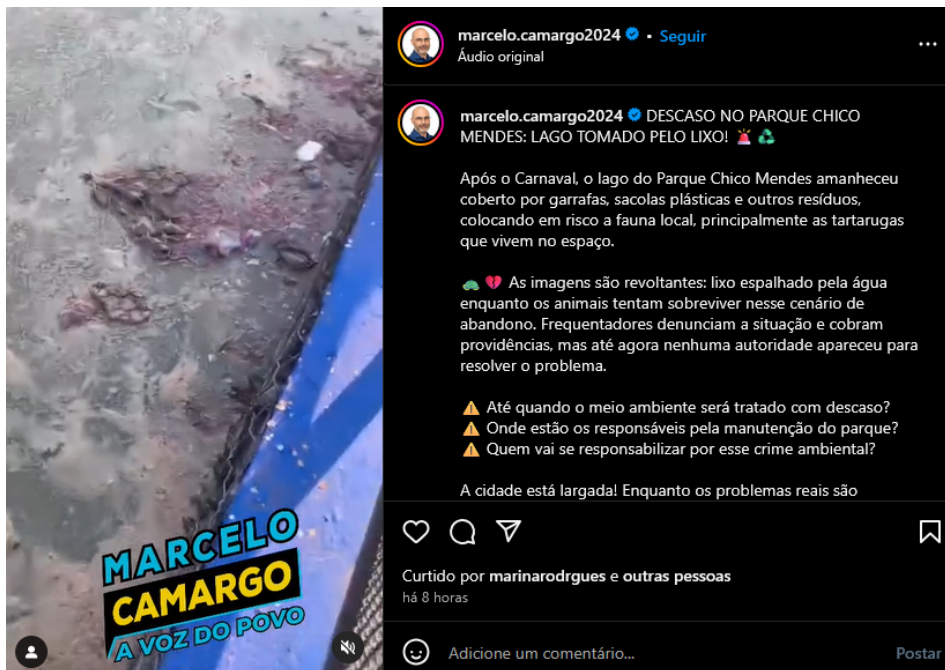 marcelo.camargo2024 • Seguir
Áudio original
marcelo.camargo2024 DESCASO NO PARQUE CHICO
MENDES: LAGO TOMADO PELO LIXO! 🚨 ♻️
Após o Carnaval, o lago do Parque Chico Mendes amanheceu
coberto por garrafas, sacolas plásticas e outros resíduos,
colocando em risco a fauna local, principalmente as tartarugas
que vivem no espaço.
🐢 💔 As imagens são revoltantes: lixo espalhado pela água
enquanto os animais tentam sobreviver nesse cenário de
abandono. Frequentadores denunciam a situação e cobram
providências, mas até agora nenhuma autoridade apareceu para
resolver o problema.
⚠️ Até quando o meio ambiente será tratado com descaso?
⚠️ Onde estão os responsáveis pela manutenção do parque?
⚠️ Quem vai se responsabilizar por esse crime ambiental?
A cidade está largada! Enquanto os problemas reais são
MARCELO
CAMARGO
A VOZ DO POVO
Curtido por marinarodrgues e outras pessoas
há 8 horas
Adicione um comentário...
Postar